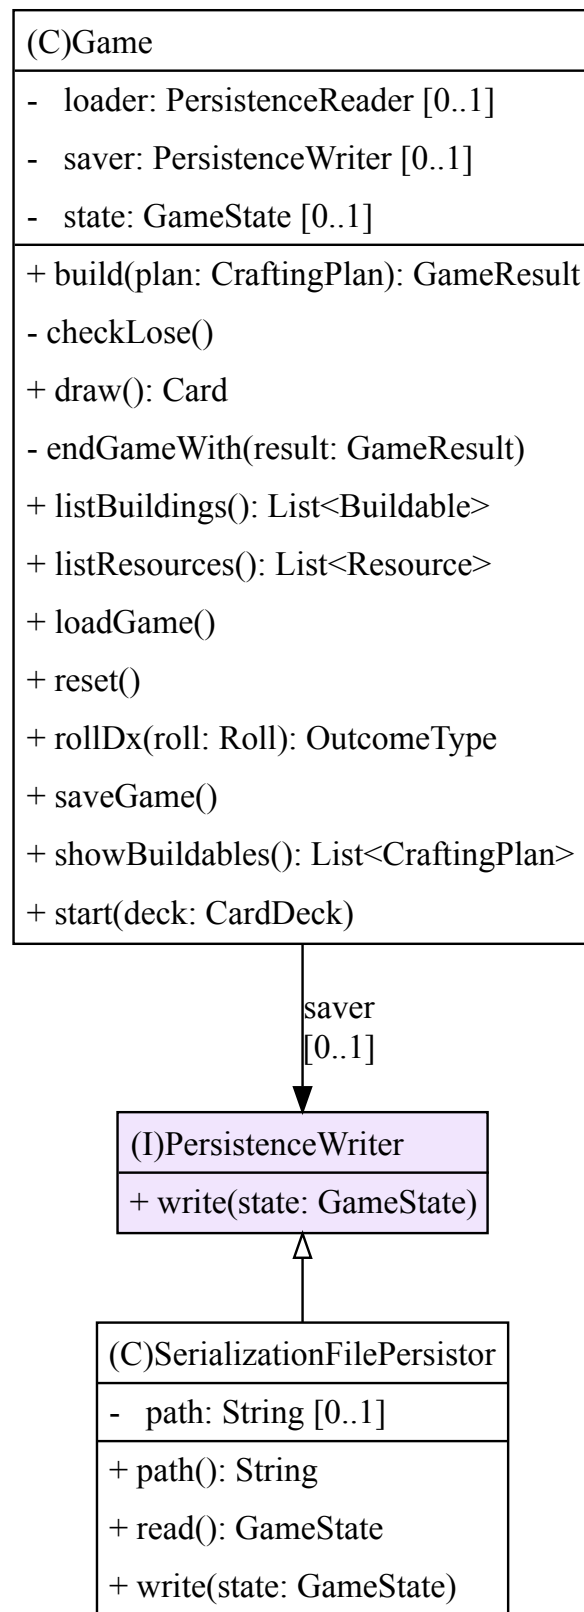 (C)Game
- loader: PersistenceReader [0..1]
- saver: PersistenceWriter [0..1]
- state: GameState [0..1]
+ build(plan: CraftingPlan): GameResult
- checkLose()
+ draw(): Card
- endGameWith(result: GameResult)
+ listBuildings(): List<Buildable>
+ listResources(): List<Resource>
+ loadGame()
+ reset()
+ rollDx(roll: Roll): OutcomeType
+ saveGame()
+ showBuildables(): List<CraftingPlan>
+ start(deck: CardDeck)
saver
[0..1]
(I)PersistenceWriter
+ write(state: GameState)
(C)SerializationFilePersistor
- path: String [0..1]
+ path(): String
+ read(): GameState
+ write(state: GameState)